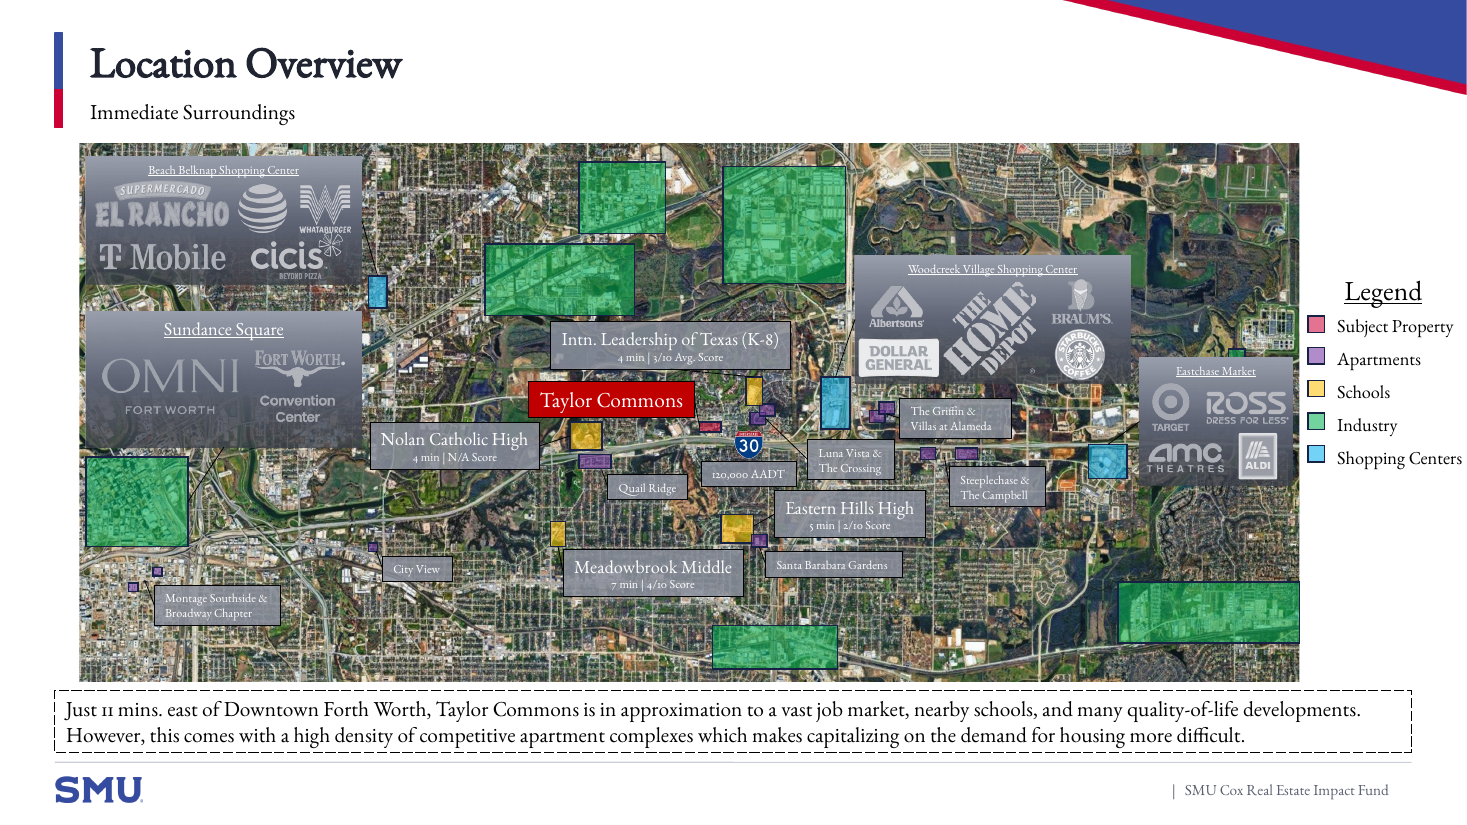 Location Overview
Immediate Surroundings
Beach Belknap Shopping Center
SUPERMERCADO
EL RANCHO
WHATABURGER
T Mobile
cicis
BEYOND PIZZA
Sundance Square
OMNI
FORT WORTH
FORT WORTH.
Convention
Center
Intn. Leadership of Texas (K-8)
4 min | 3/10 Avg. Score
Taylor Commons
Nolan Catholic High
4 min | N/A Score
Quail Ridge
30
120,000 AADT
Luna Vista &
The Crossing
Woodcreek Village Shopping Center
Albertsons
THE
HOME
DEPOT
B
BRAUM'S
DOLLAR
GENERAL
STARBUCKS
COFFEE
The Griffin &
Villas at Alameda
Steeplechase &
The Campbell
Eastchase Market
TARGET
ROSS
DRESS FOR LESS
amc
THEATRES
ALDI
Eastern Hills High
5 min | 2/10 Score
Meadowbrook Middle
7 min | 4/10 Score
Santa Barabara Gardens
City View
Montage Southside &
Broadway Chapter
Legend
Subject Property
Apartments
Schools
Industry
Shopping Centers
Just 11 mins. east of Downtown Forth Worth, Taylor Commons is in approximation to a vast job market, nearby schools, and many quality-of-life developments.
However, this comes with a high density of competitive apartment complexes which makes capitalizing on the demand for housing more difficult.
SMU
| SMU Cox Real Estate Impact Fund